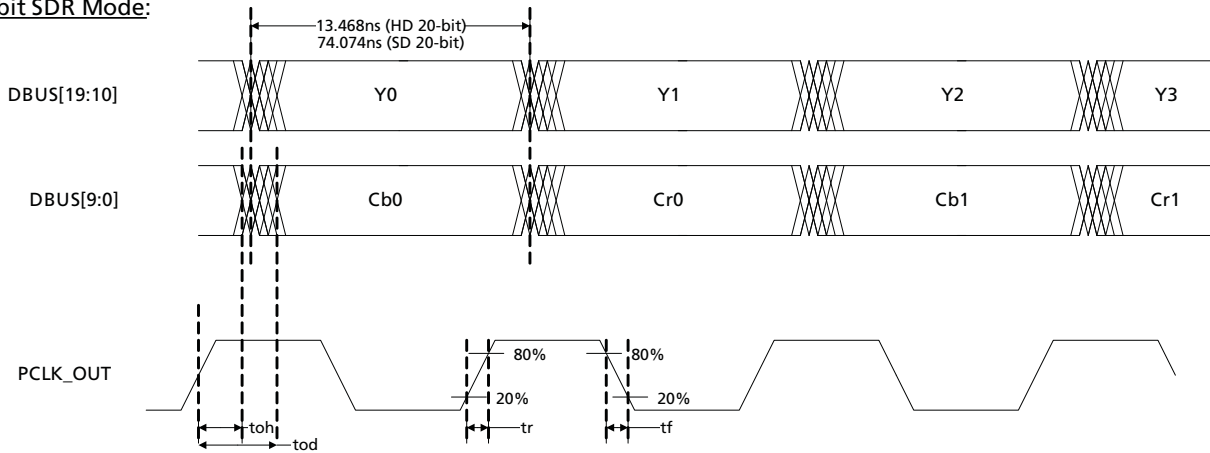 bit SDR Mode:
13.468ns (HD 20-bit)
74.074ns (SD 20-bit)
DBUS[19:10] Y0 Y1 Y2 Y3
DBUS[9:0] Cb0 Cr0 Cb1 Cr1
PCLK_OUT 80% 80%
20% 20%
toh tr tf
tod